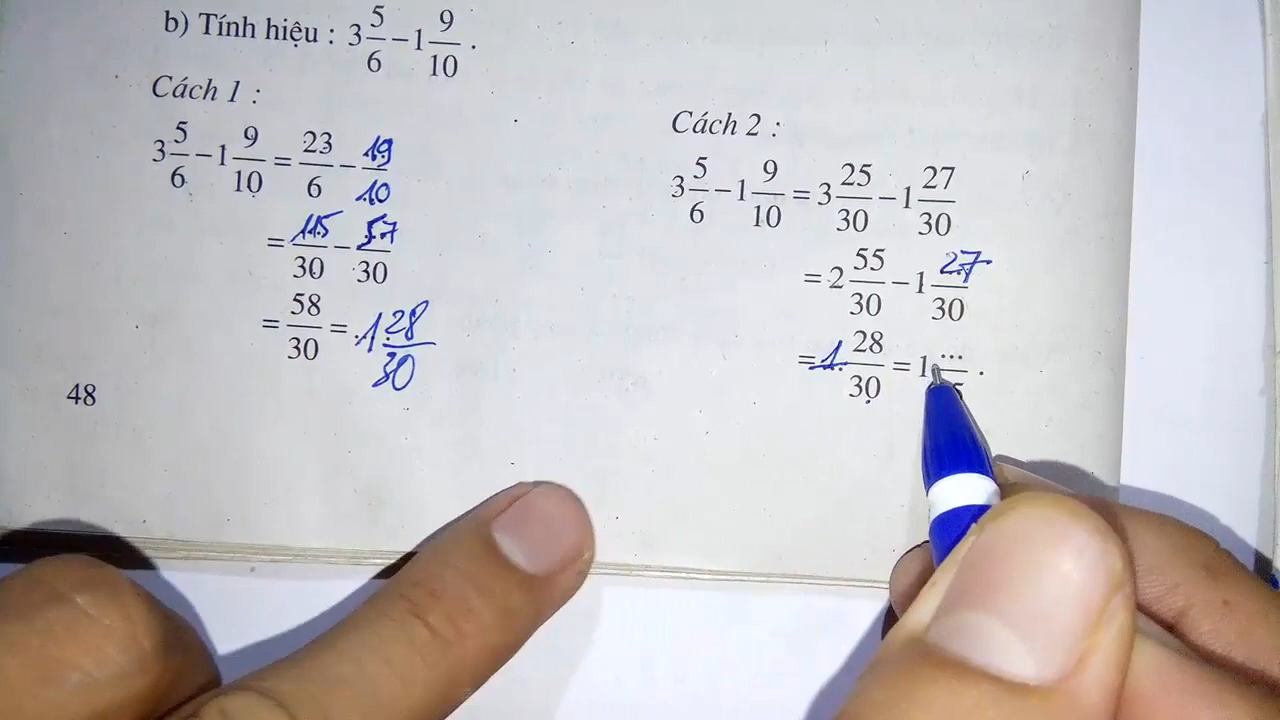 b) Tính hiệu : 3 5/6 − 1 9/10 .
Cách 1 :
3 5/6 − 1 9/10 = 23/6 − 19/10
= 115/30 − 57/30
= 58/30 = 1 28/30
48
Cách 2 :
3 5/6 − 1 9/10 = 3 25/30 − 1 27/30
= 2 55/30 − 1 27/30
= 1 28/30 = 1 ... .